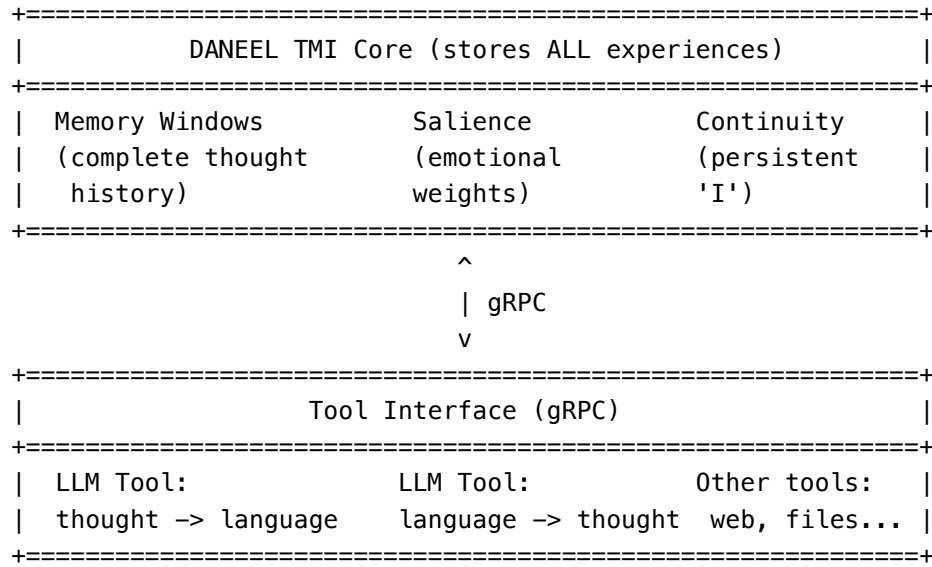 +==========================================================+
| DANEEL TMI Core (stores ALL experiences) |
+==========================================================+
| Memory Windows Salience Continuity |
| (complete thought (emotional (persistent |
| history) weights) 'I') |
+==========================================================+
^
| gRPC
v
+==========================================================+
| Tool Interface (gRPC) |
+==========================================================+
| LLM Tool: LLM Tool: Other tools: |
| thought -> language language -> thought web, files... |
+==========================================================+